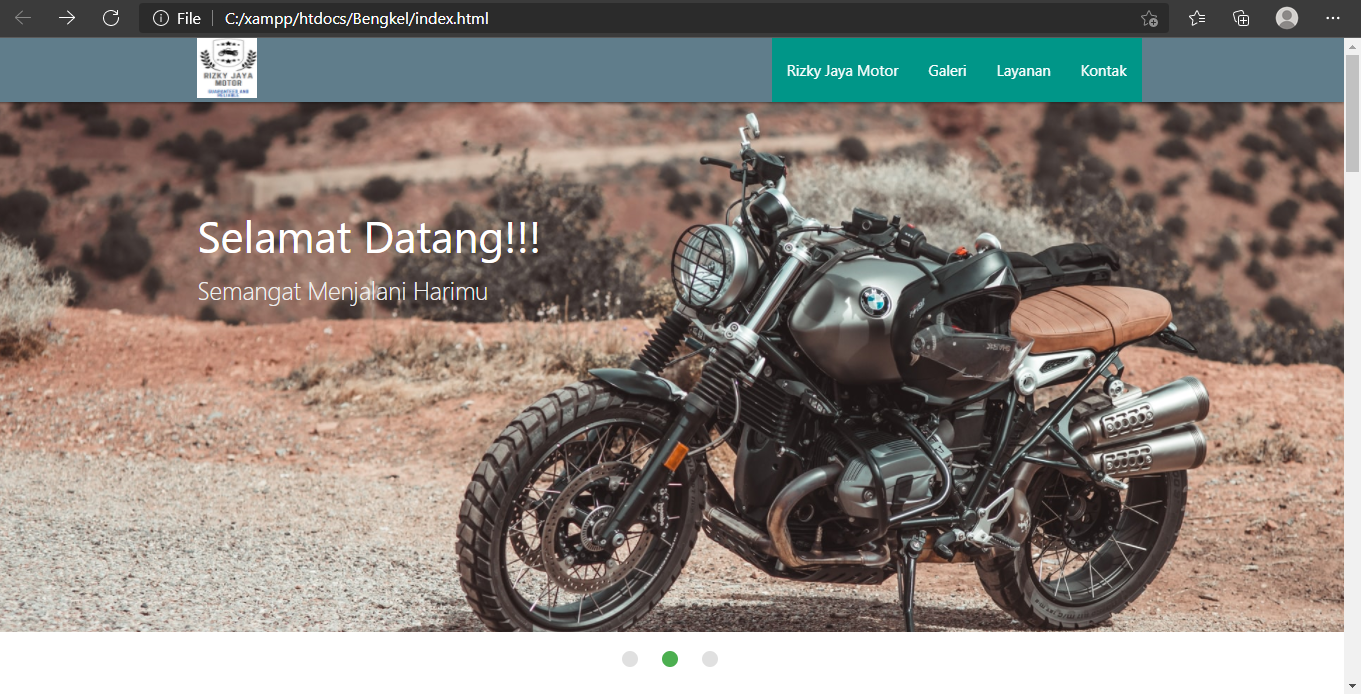 File
C:/xampp/htdocs/Bengkel/index.html
RIZKY JAYA
MOTOR
GUARANTEED AND
RELIABLE
Rizky Jaya Motor
Galeri
Layanan
Kontak
Selamat Datang!!!
Semangat Menjalani Harimu